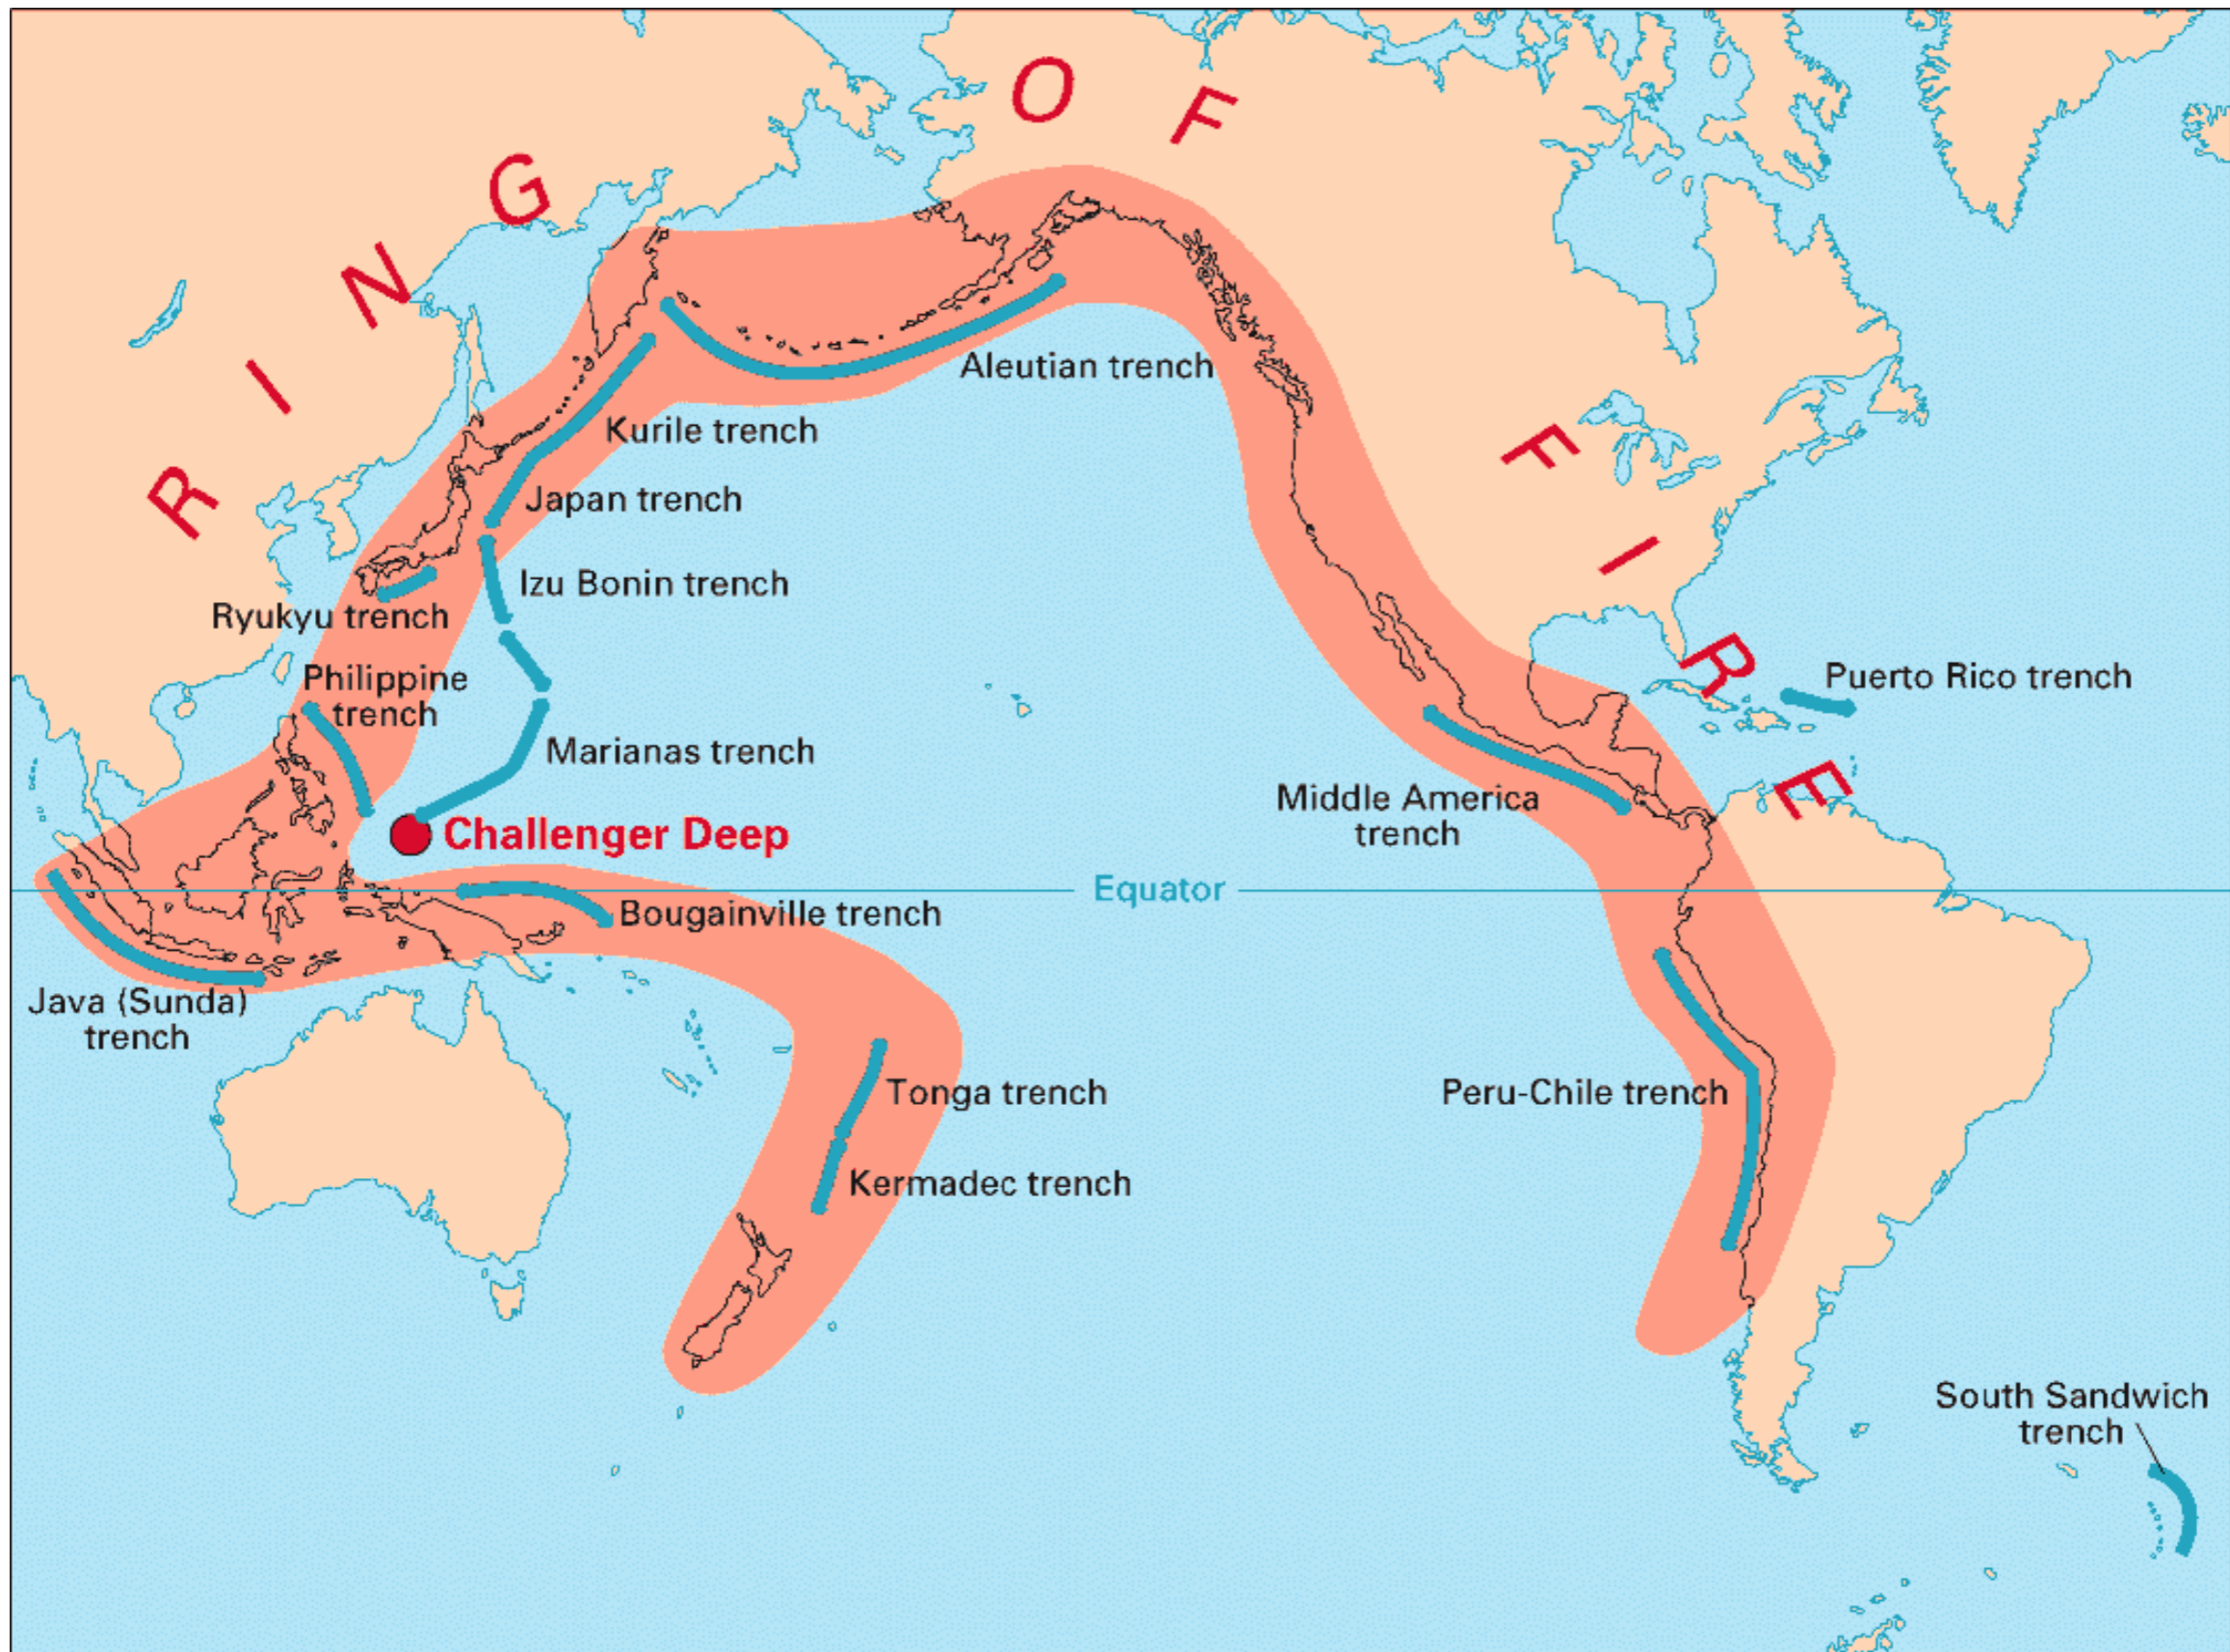 RING OF FIRE
Aleutian trench
Kurile trench
Japan trench
Izu Bonin trench
Ryukyu trench
Philippine
trench
Marianas trench
Challenger Deep
Equator
Bougainville trench
Java (Sunda)
trench
Tonga trench
Kermadec trench
Puerto Rico trench
Middle America
trench
Peru-Chile trench
South Sandwich
trench